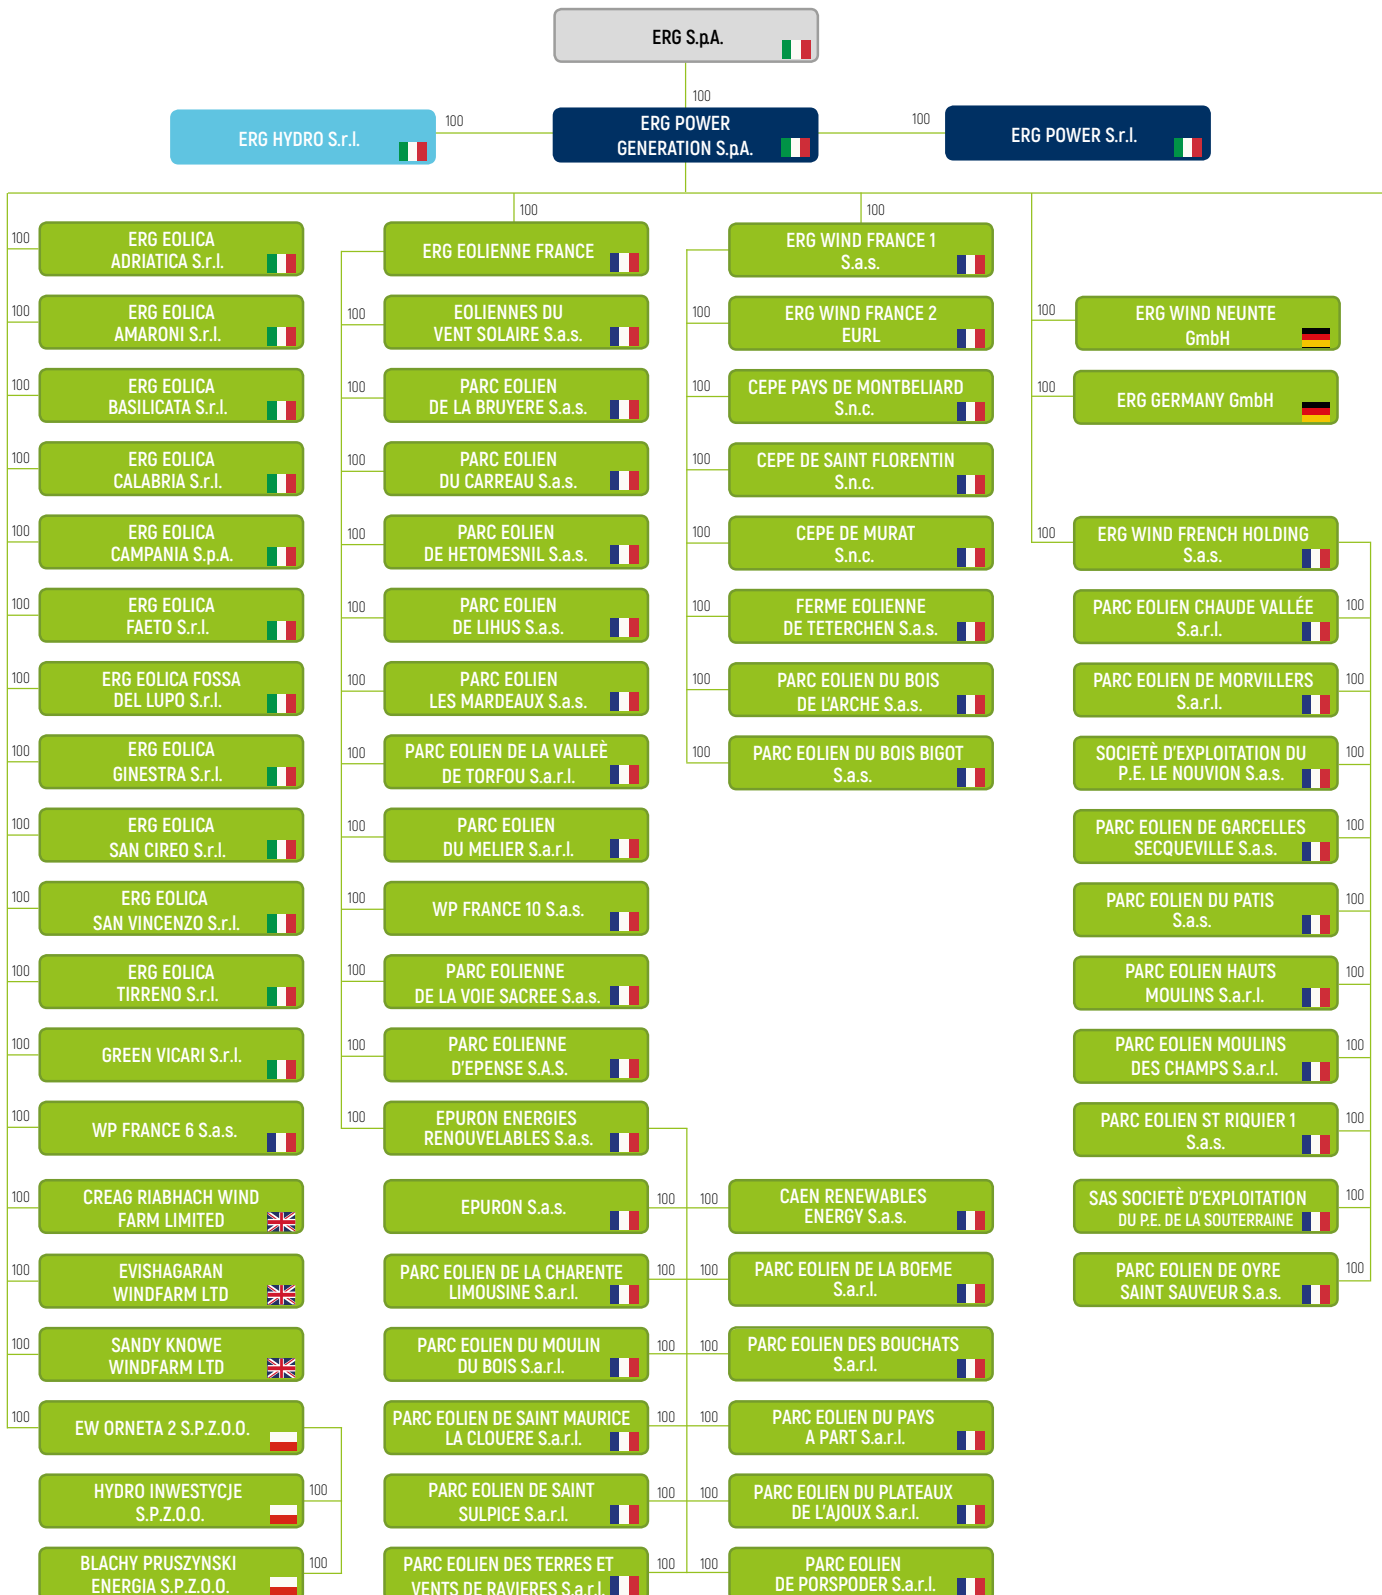 ERG S.p.A.
100
ERG HYDRO S.r.l.
100
ERG POWER
GENERATION S.p.A.
100
ERG POWER S.r.l.
100
ERG EOLICA
ADRIATICA S.r.l.
100
ERG EOLICA
AMARONI S.r.l.
100
ERG EOLICA
BASILICATA S.r.l.
100
ERG EOLICA
CALABRIA S.r.l.
100
ERG EOLICA
CAMPANIA S.p.A.
100
ERG EOLICA
FAETO S.r.l.
100
ERG EOLICA FOSSA
DEL LUPO S.r.l.
100
ERG EOLICA
GINESTRA S.r.l.
100
ERG EOLICA
SAN CIREO S.r.l.
100
ERG EOLICA
SAN VINCENZO S.r.l.
100
ERG EOLICA
TIRRENO S.r.l.
100
GREEN VICARI S.r.l.
100
WP FRANCE 6 S.a.s.
100
CREAG RIABHACH WIND
FARM LIMITED
100
EVISHAGARAN
WINDFARM LTD
100
SANDY KNOWE
WINDFARM LTD
100
EW ORNETA 2 S.P.Z.O.O.
HYDRO INWESTYCJE
S.P.Z.O.O.
100
BLACHY PRUSZYNSKI
ENERGIA S.P.Z.O.O.
100
100
ERG EOLIENNE FRANCE
100
EOLIENNES DU
VENT SOLAIRE S.a.s.
100
PARC EOLIEN
DE LA BRUYERE S.a.s.
100
PARC EOLIEN
DU CARREAU S.a.s.
100
PARC EOLIEN
DE HETOMESNIL S.a.s.
100
PARC EOLIEN
DE LIHUS S.a.s.
100
PARC EOLIEN
LES MARDEAUX S.a.s.
100
PARC EOLIEN DE LA VALLEÈ
DE TORFOU S.a.r.l.
100
PARC EOLIEN
DU MELIER S.a.r.l.
100
WP FRANCE 10 S.a.s.
100
PARC EOLIENNE
DE LA VOIE SACREE S.a.s.
100
PARC EOLIENNE
D'EPENSE S.A.S.
100
EPURON ENERGIES
RENOUVELABLES S.a.s.
EPURON S.a.s.
100
PARC EOLIEN DE LA CHARENTE
LIMOUSINE S.a.r.l.
100
PARC EOLIEN DU MOULIN
DU BOIS S.a.r.l.
100
PARC EOLIEN DE SAINT MAURICE
LA CLOUERE S.a.r.l.
100
PARC EOLIEN DE SAINT
SULPICE S.a.r.l.
100
PARC EOLIEN DES TERRES ET
VENTS DE RAVIERES S.a.r.l.
100
100
ERG WIND FRANCE 1
S.a.s.
100
ERG WIND FRANCE 2
EURL
100
CEPE PAYS DE MONTBELIARD
S.n.c.
100
CEPE DE SAINT FLORENTIN
S.n.c.
100
CEPE DE MURAT
S.n.c.
100
FERME EOLIENNE
DE TETERCHEN S.a.s.
100
PARC EOLIEN DU BOIS
DE L'ARCHE S.a.s.
100
PARC EOLIEN DU BOIS BIGOT
S.a.s.
100
CAEN RENEWABLES
ENERGY S.a.s.
100
PARC EOLIEN DE LA BOEME
S.a.r.l.
100
PARC EOLIEN DES BOUCHATS
S.a.r.l.
100
PARC EOLIEN DU PAYS
A PART S.a.r.l.
100
PARC EOLIEN DU PLATEAUX
DE L'AJOUX S.a.r.l.
100
PARC EOLIEN
DE PORSPODER S.a.r.l.
100
ERG WIND NEUNTE
GmbH
100
ERG GERMANY GmbH
100
ERG WIND FRENCH HOLDING
S.a.s.
PARC EOLIEN CHAUDE VALLÉE
S.a.r.l.
100
PARC EOLIEN DE MORVILLERS
S.a.r.l.
100
SOCIETÈ D'EXPLOITATION DU
P.E. LE NOUVION S.a.s.
100
PARC EOLIEN DE GARCELLES
SECQUEVILLE S.a.s.
100
PARC EOLIEN DU PATIS
S.a.s.
100
PARC EOLIEN HAUTS
MOULINS S.a.r.l.
100
PARC EOLIEN MOULINS
DES CHAMPS S.a.r.l.
100
PARC EOLIEN ST RIQUIER 1
S.a.s.
100
SAS SOCIETÈ D'EXPLOITATION
DU P.E. DE LA SOUTERRAINE
100
PARC EOLIEN DE OYRE
SAINT SAUVEUR S.a.s.
100